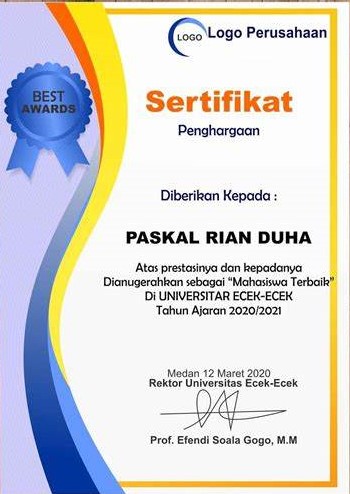 LOGO
Logo Perusahaan
BEST
AWARDS
Sertifikat
Penghargaan
Diberikan Kepada :
PASKAL RIAN DUHA
Atas prestasinya dan kepadanya
Dianugerahkan sebagai “Mahasiswa Terbaik”
Di UNIVERSITAR ECEK-ECEK
Tahun Ajaran 2020/2021
Medan 12 Maret 2020
Rektor Universitas Ecek-Ecek
Prof. Efendi Soala Gogo, M.M